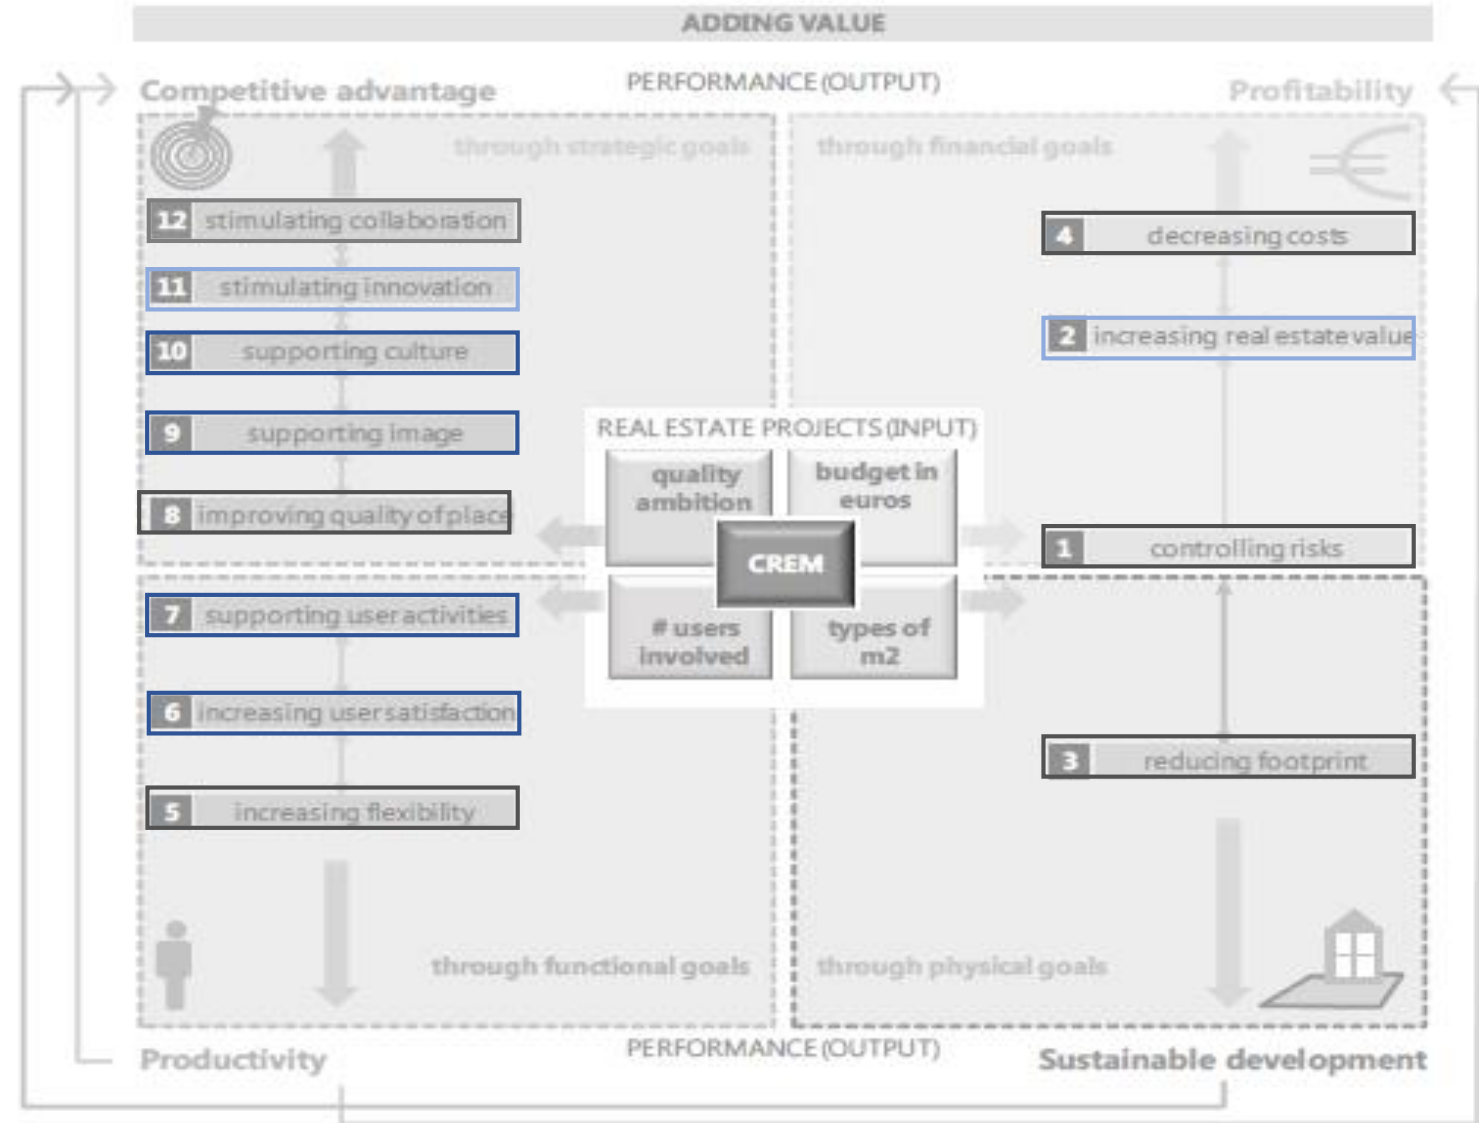 ADDING VALUE
PERFORMANCE (OUTPUT)
Competitive advantage
Profitability
through strategic goals
through financial goals
12 stimulating collaboration
11 stimulating innovation
10 supporting culture
9 supporting image
8 improving quality of place
4 decreasing costs
2 increasing real estate value
1 controlling risks
REAL ESTATE PROJECTS (INPUT)
quality
ambition
budget in
euros
CREM
# users
involved
types of
m2
7 supporting user activities
6 increasing user satisfaction
5 increasing flexibility
3 reducing footprint
through functional goals
through physical goals
Productivity
PERFORMANCE (OUTPUT)
Sustainable development